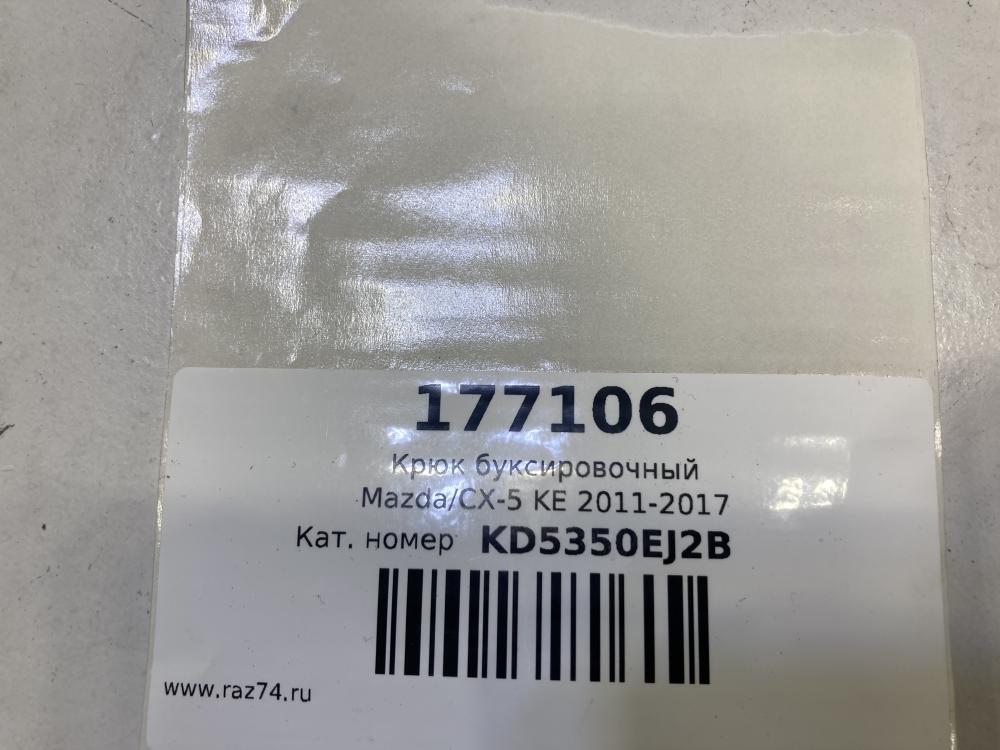 177106
Крюк буксировочный
Mazda/CX-5 KE 2011-2017
Кат. номер KD5350EJ2B
www.raz74.ru